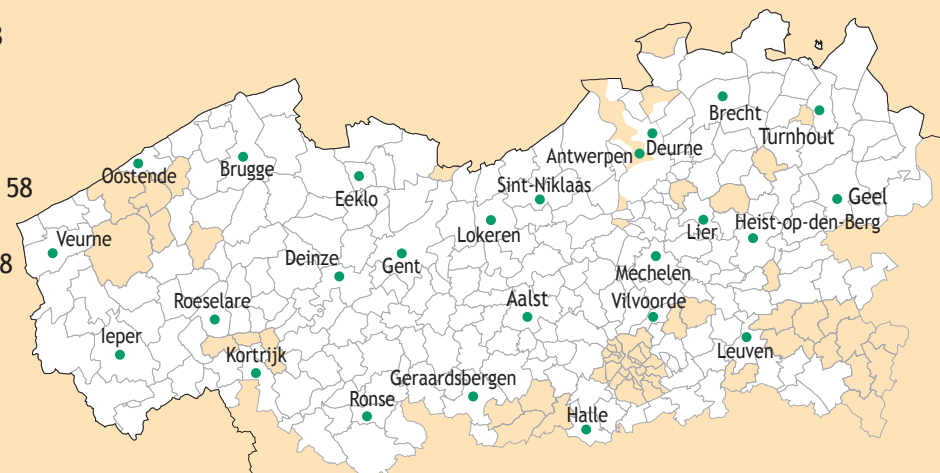 8
Brecht
Turnhout
Antwerpen
Deurne
Oostende
Brugge
58
Sint-Niklaas
Eeklo
Geel
Lokeren
Lier
Heist-op-den-Berg
Veurne
8
Deinze
Gent
Mechelen
Roeselare
Aalst
Vilvoorde
Ieper
Kortrijk
Leuven
Geraardsbergen
Ronse
Halle